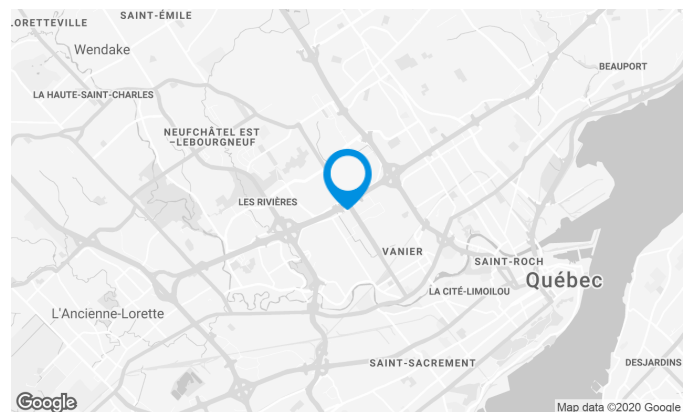 SAINT-ÉMILE
LORETTEVILLE
Wendake
BEAUPORT
LA HAUTE-SAINT-CHARLES
NEUFCHÂTEL EST
-LEBOURGNEUF
LES RIVIÈRES
VANIER
SAINT-ROCH
Québec
LA CITÉ-LIMOILOU
L'Ancienne-Lorette
SAINT-SACREMENT
DESJARDINS
Google
Map data ©2020 Google